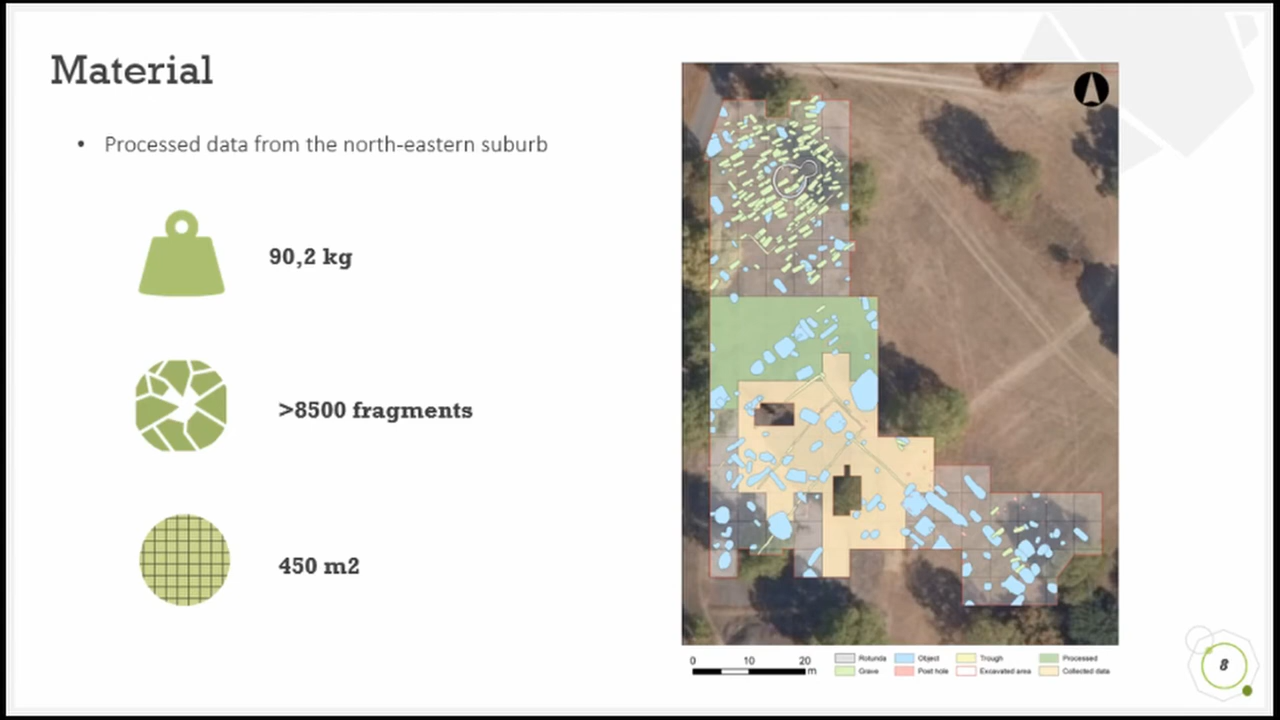 Material
• Processed data from the north-eastern suburb
90,2 kg
>8500 fragments
450 m2
0 10 20 m
Rotunda Object Trough Processed
Grave Post hole Excavated area Collected data
8